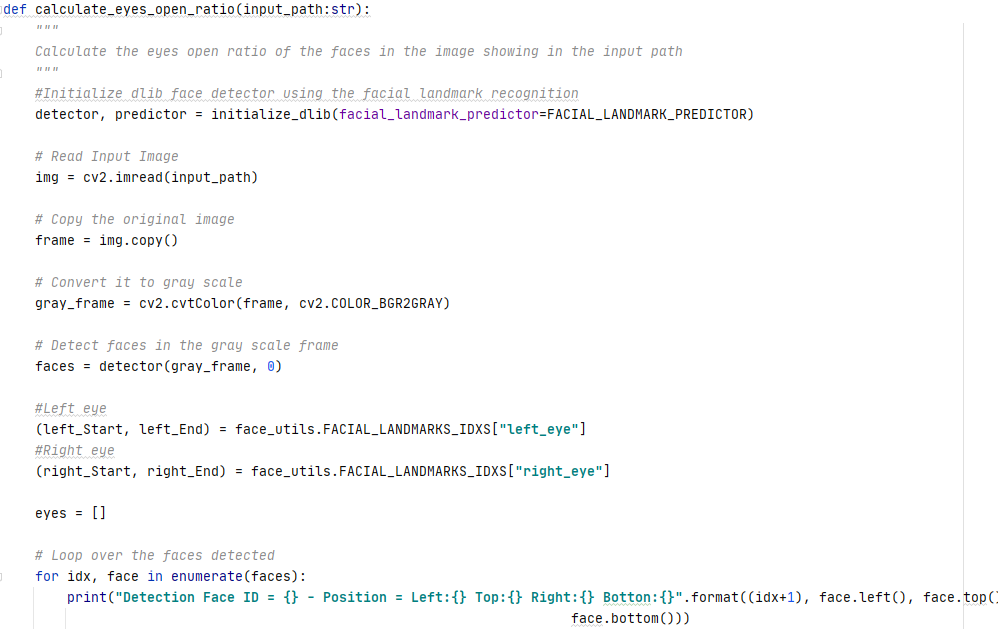 def calculate_eyes_open_ratio(input_path:str):
    """
    Calculate the eyes open ratio of the faces in the image showing in the input path
    """
    #Initialize dlib face detector using the facial landmark recognition
    detector, predictor = initialize_dlib(facial_landmark_predictor=FACIAL_LANDMARK_PREDICTOR)

    # Read Input Image
    img = cv2.imread(input_path)

    # Copy the original image
    frame = img.copy()

    # Convert it to gray scale
    gray_frame = cv2.cvtColor(frame, cv2.COLOR_BGR2GRAY)

    # Detect faces in the gray scale frame
    faces = detector(gray_frame, 0)

    #Left eye
    (left_Start, left_End) = face_utils.FACIAL_LANDMARKS_IDXS["left_eye"]
    #Right eye
    (right_Start, right_End) = face_utils.FACIAL_LANDMARKS_IDXS["right_eye"]

    eyes = []

    # Loop over the faces detected
    for idx, face in enumerate(faces):
        print("Detection Face ID = {} - Position = Left:{} Top:{} Right:{} Botton:{}".format((idx+1), face.left(), face.top()
                                                                       face.bottom()))